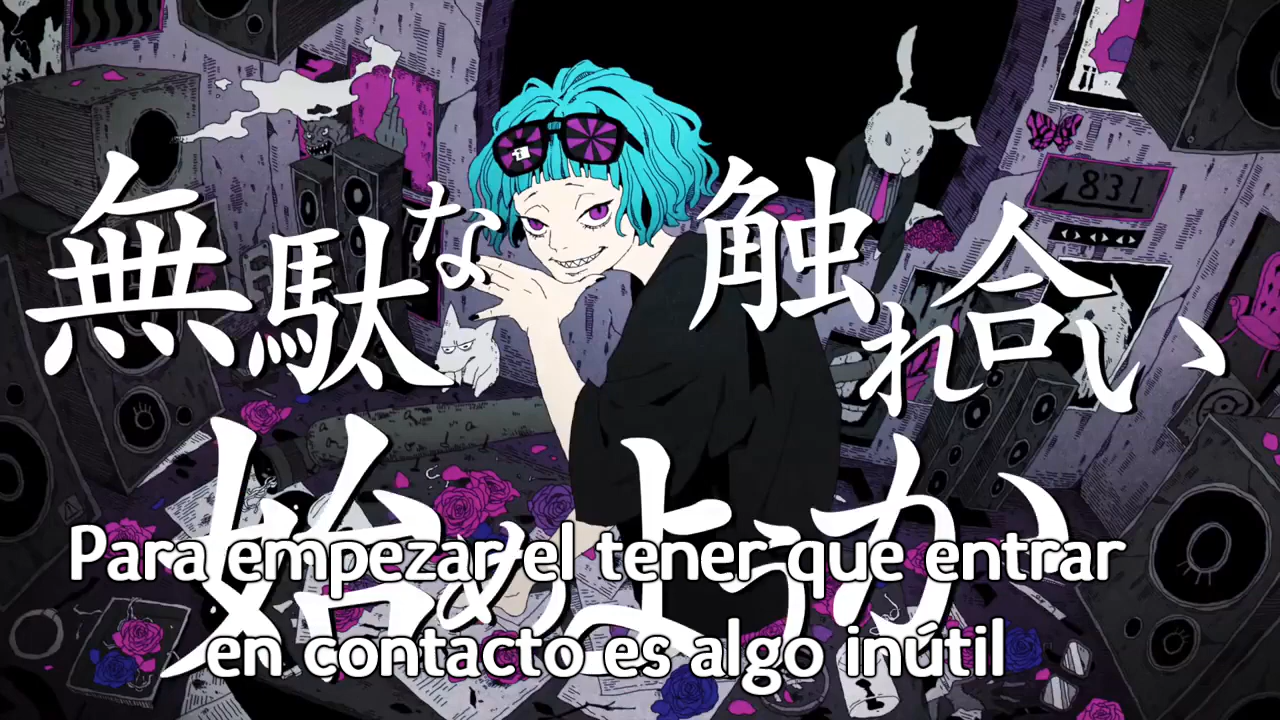 無駄な触れ合い
始めようか
831
Para empezar el tener que entrar
en contacto es algo inútil